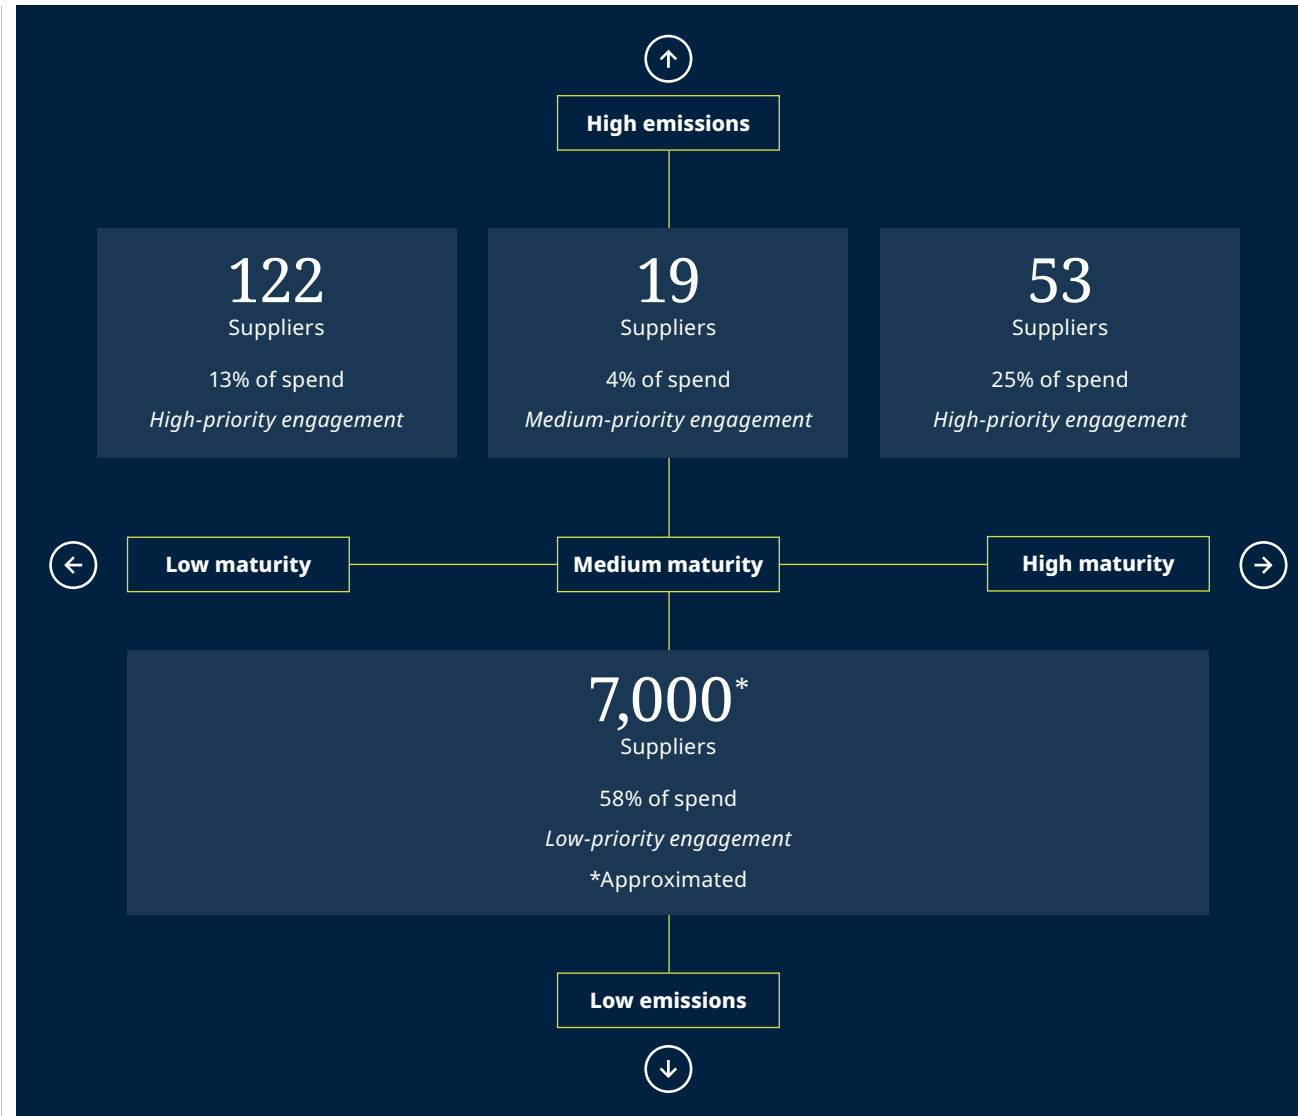 High emissions
122
Suppliers
13% of spend
High-priority engagement
19
Suppliers
4% of spend
Medium-priority engagement
53
Suppliers
25% of spend
High-priority engagement
Low maturity
Medium maturity
High maturity
7,000*
Suppliers
58% of spend
Low-priority engagement
*Approximated
Low emissions